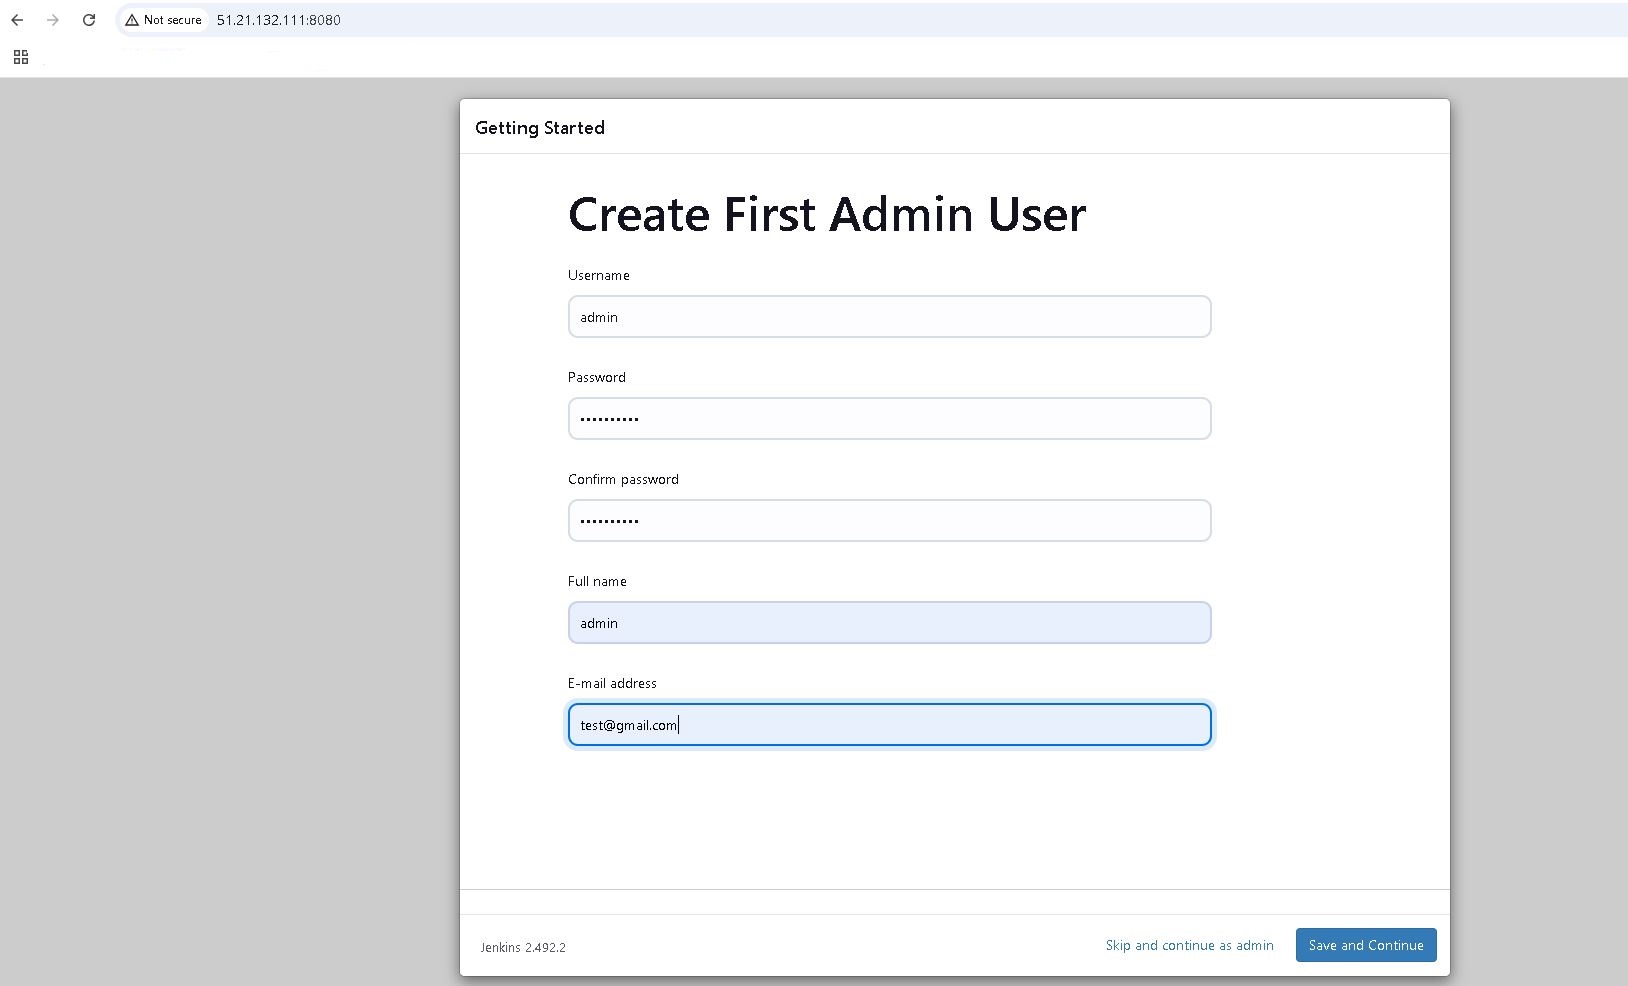 Not secure 51.21.132.111:8080
Getting Started
Create First Admin User
Username
admin
Password
••••••••••
Confirm password
••••••••••
Full name
admin
E-mail address
test@gmail.com
Jenkins 2.492.2
Skip and continue as admin
Save and Continue